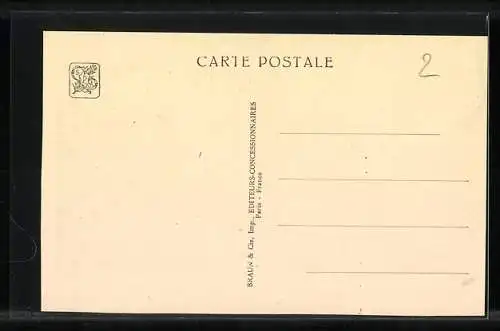 CARTE POSTALE
2
BRAUN & Cie, Imp., EDITEURS-CONCESSIONNAIRES
Paris - France